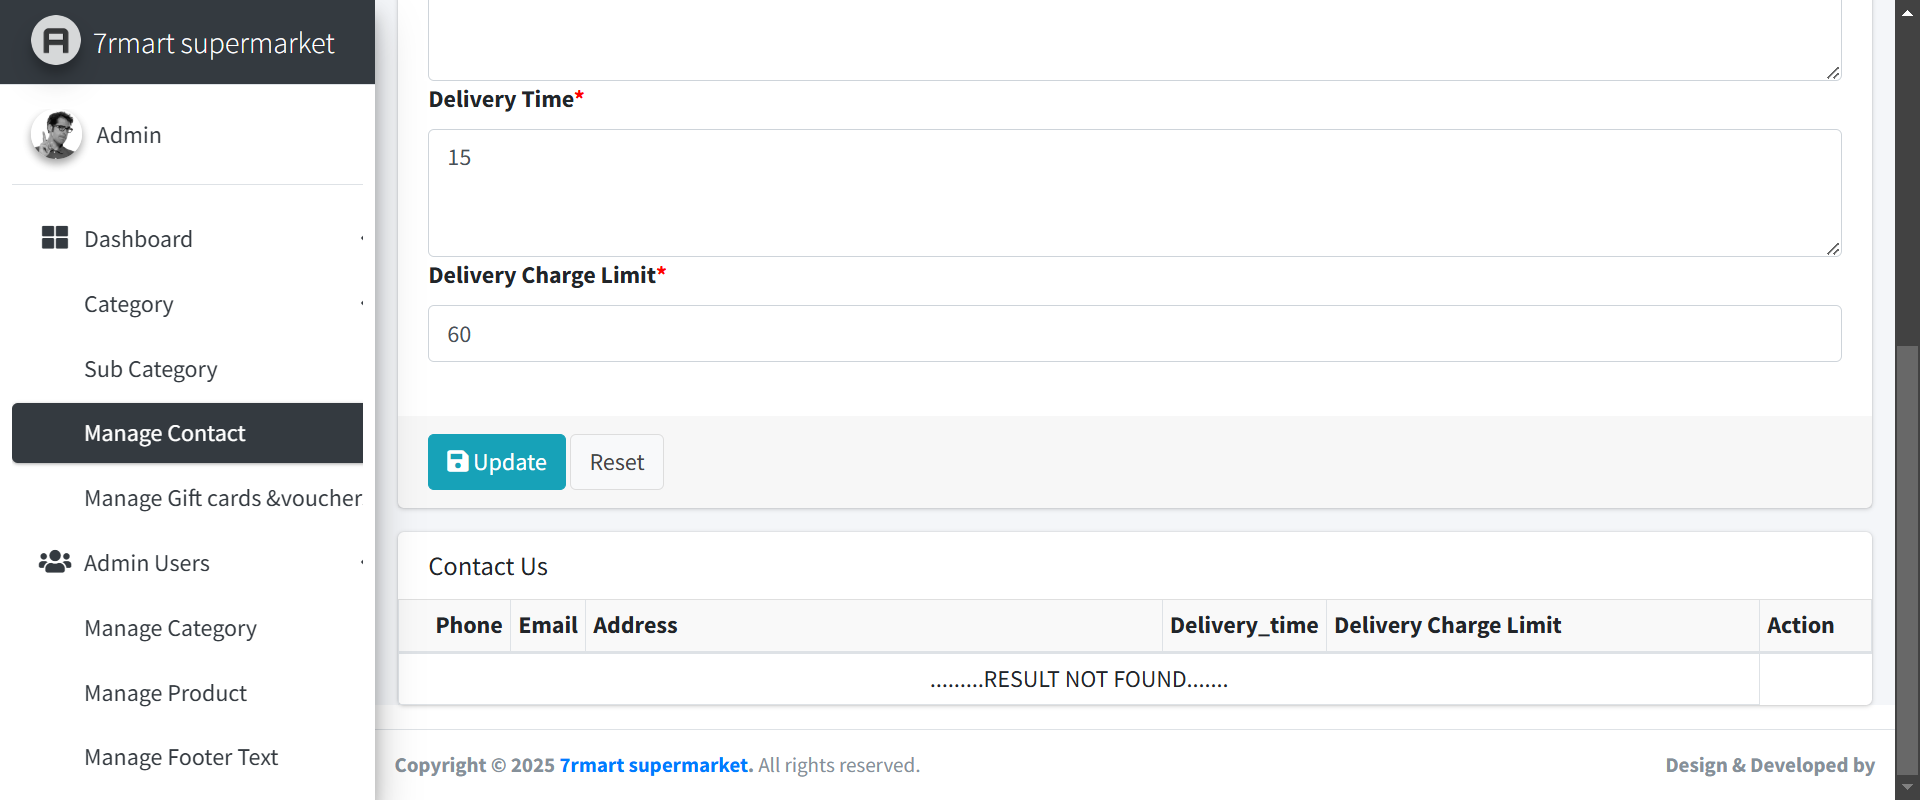 7rmart supermarket
Admin
Dashboard
Category
Sub Category
Manage Contact
Manage Gift cards &voucher
Admin Users
Manage Category
Manage Product
Manage Footer Text
Delivery Time*
15
Delivery Charge Limit*
60
Update Reset
Contact Us
Phone Email Address Delivery_time Delivery Charge Limit Action
.........RESULT NOT FOUND.......
Copyright © 2025 7rmart supermarket. All rights reserved. Design & Developed by